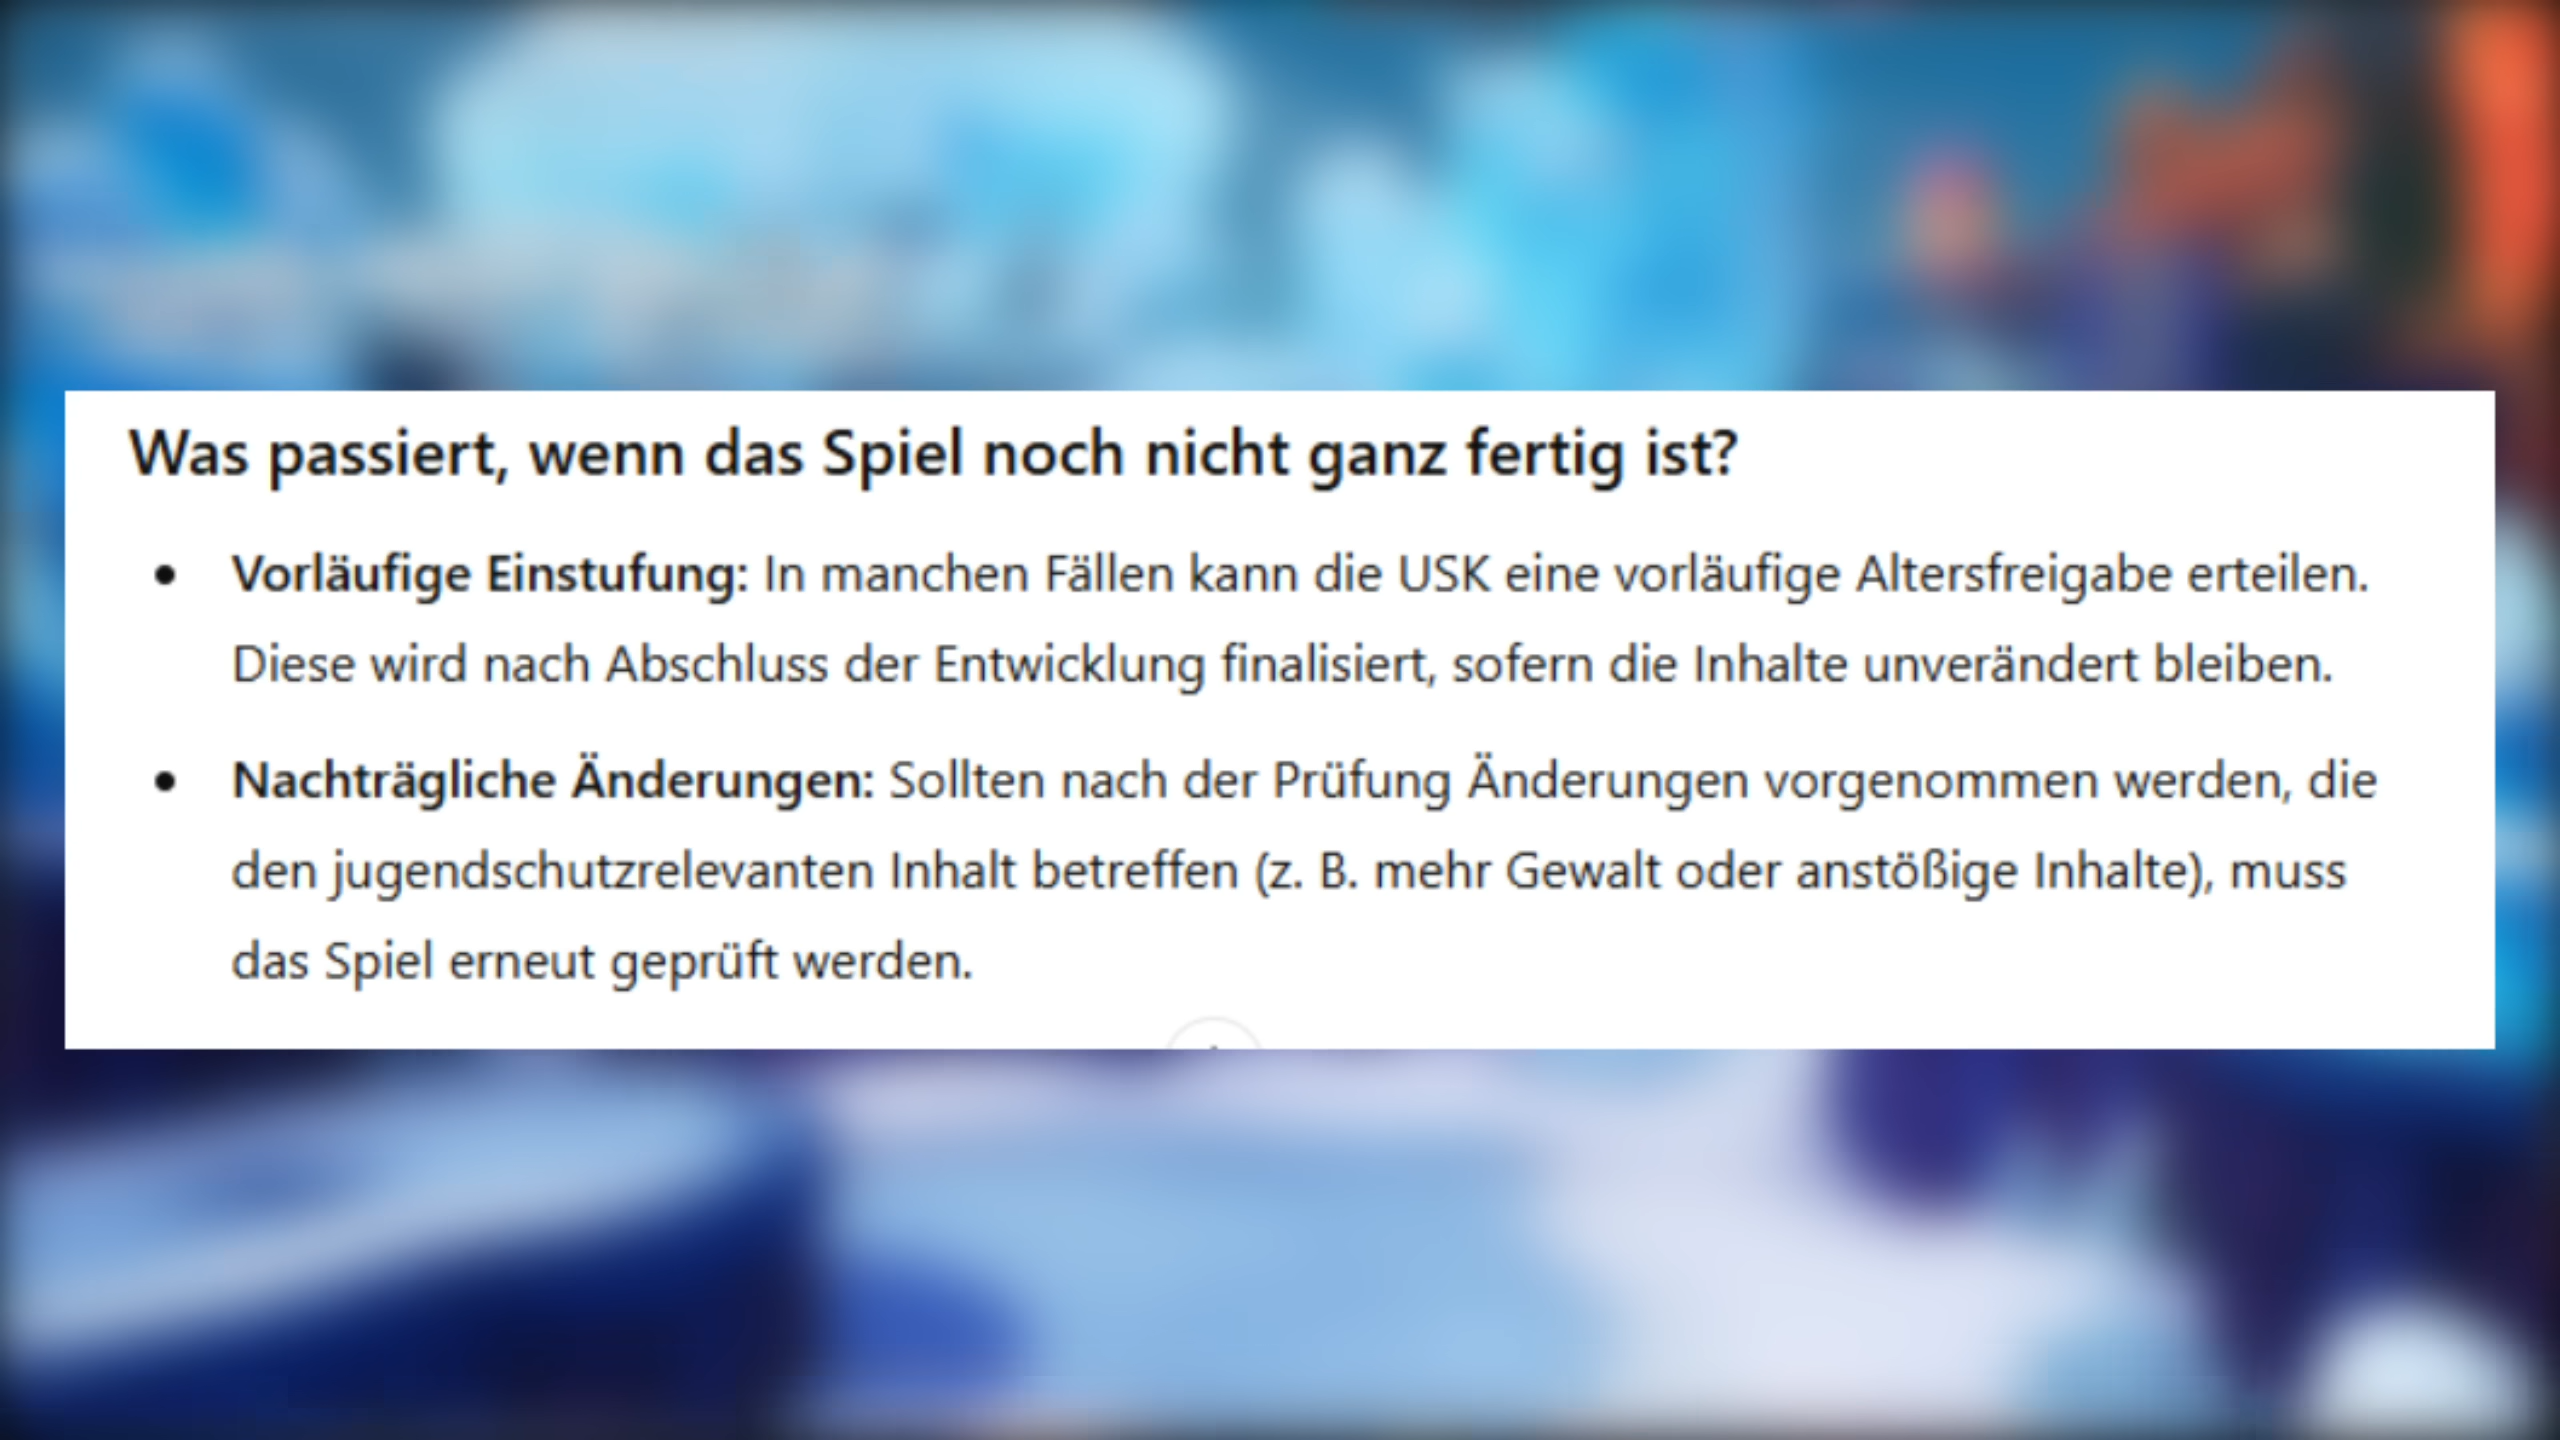 Was passiert, wenn das Spiel noch nicht ganz fertig ist?
• Vorläufige Einstufung: In manchen Fällen kann die USK eine vorläufige Altersfreigabe erteilen.
Diese wird nach Abschluss der Entwicklung finalisiert, sofern die Inhalte unverändert bleiben.
• Nachträgliche Änderungen: Sollten nach der Prüfung Änderungen vorgenommen werden, die
den jugendschutzrelevanten Inhalt betreffen (z. B. mehr Gewalt oder anstößige Inhalte), muss
das Spiel erneut geprüft werden.